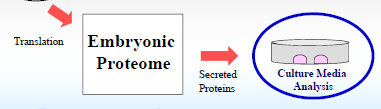 Translation
Embryonic
Proteome
Secreted
Proteins
Culture Media
Analysis